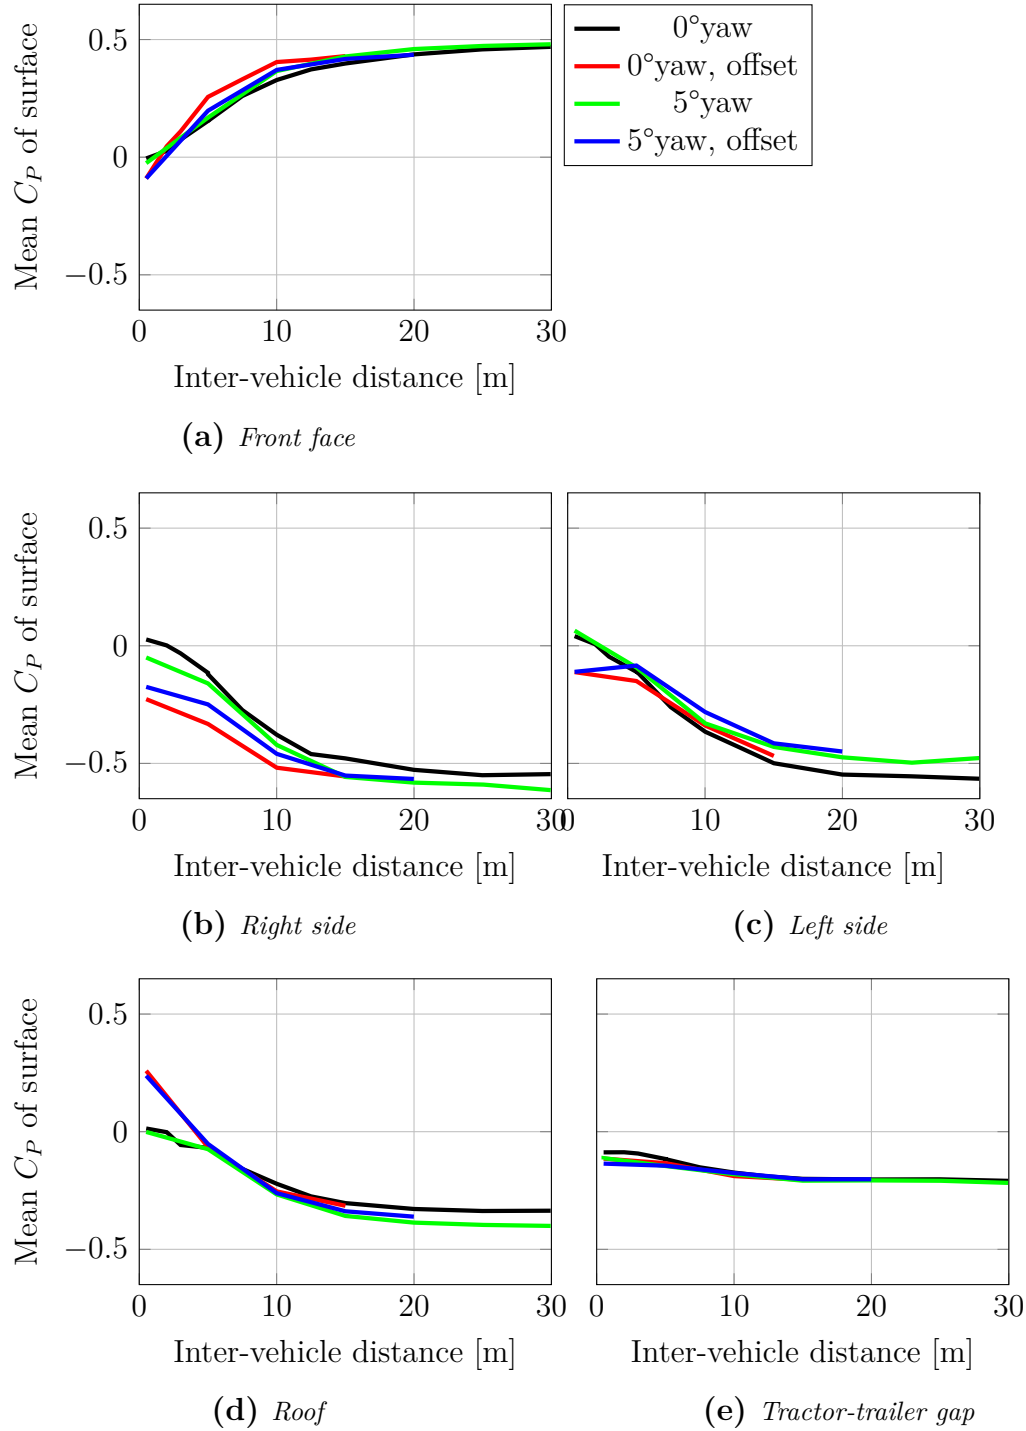 0.5
0
−0.5
Mean C_P of surface
0 10 20 30
Inter-vehicle distance [m]
(a) Front face
0°yaw
0°yaw, offset
5°yaw
5°yaw, offset
0.5
0
−0.5
Mean C_P of surface
0 10 20 30
Inter-vehicle distance [m]
(b) Right side
0 10 20 30
Inter-vehicle distance [m]
(c) Left side
0.5
0
−0.5
Mean C_P of surface
0 10 20 30
Inter-vehicle distance [m]
(d) Roof
0 10 20 30
Inter-vehicle distance [m]
(e) Tractor-trailer gap